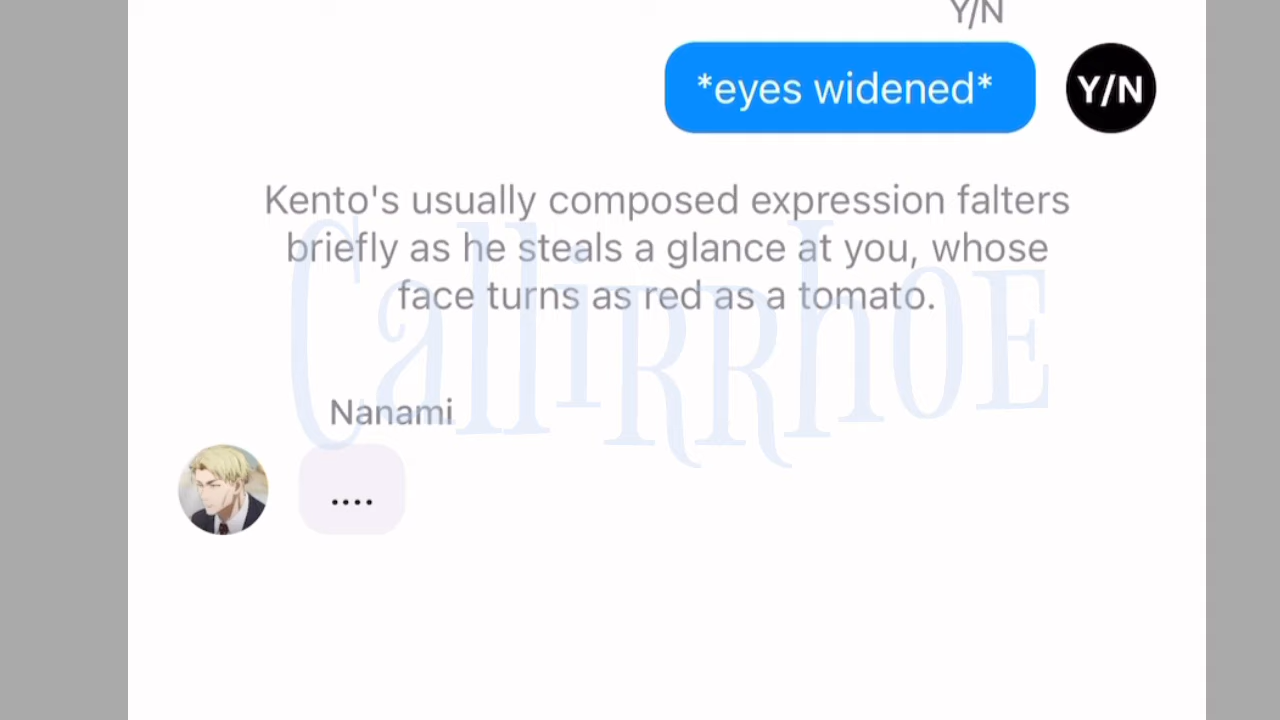 Y/N
*eyes widened*
Y/N
Kento's usually composed expression falters
briefly as he steals a glance at you, whose
face turns as red as a tomato.
CallirrhoE
Nanami
....